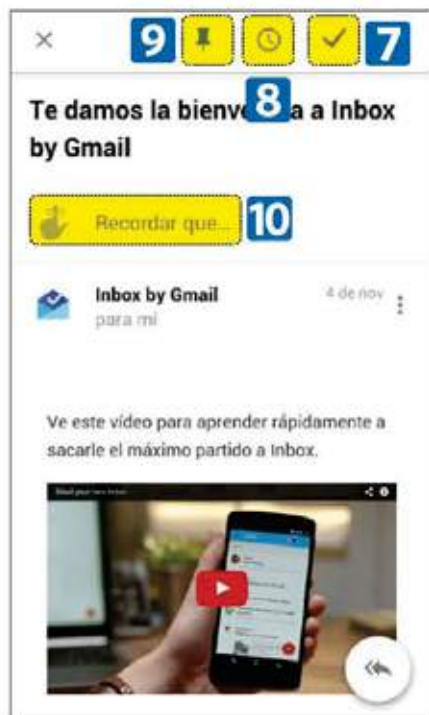 9 7
8
Te damos la bienve a a Inbox
by Gmail
Recordar que... 10
Inbox by Gmail 4 de nov
para mí
Ve este vídeo para aprender rápidamente a
sacarle el máximo partido a Inbox.